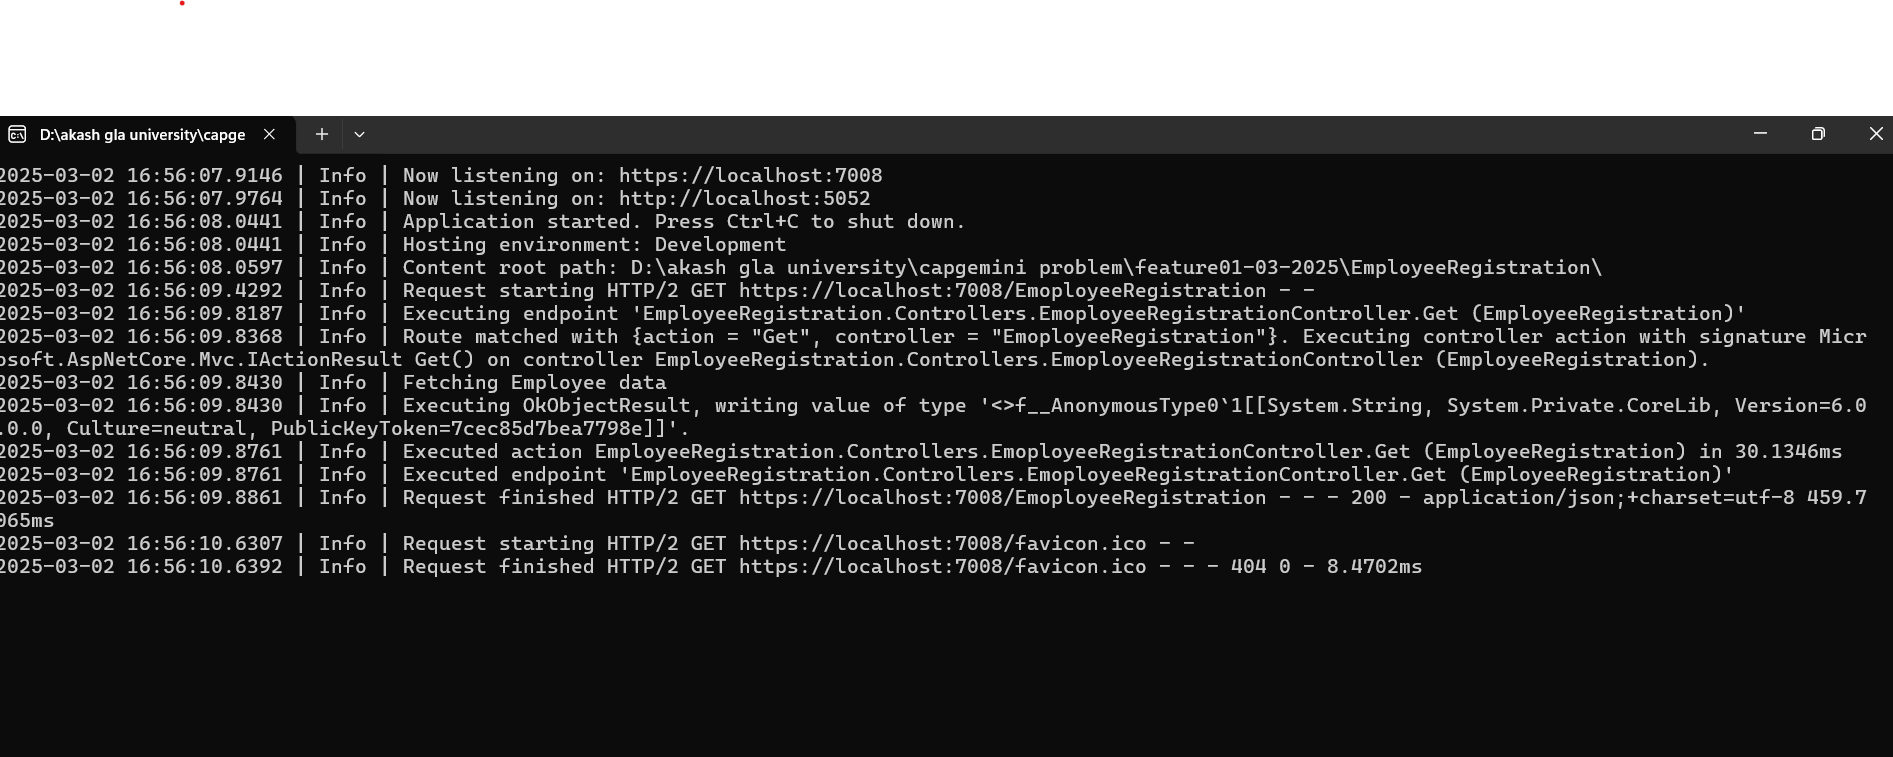 D:\akash gla university\capge
2025-03-02 16:56:07.9146 | Info | Now listening on: https://localhost:7008
2025-03-02 16:56:07.9764 | Info | Now listening on: http://localhost:5052
2025-03-02 16:56:08.0441 | Info | Application started. Press Ctrl+C to shut down.
2025-03-02 16:56:08.0441 | Info | Hosting environment: Development
2025-03-02 16:56:08.0597 | Info | Content root path: D:\akash gla university\capgemini problem\feature01-03-2025\EmployeeRegistration\
2025-03-02 16:56:09.4292 | Info | Request starting HTTP/2 GET https://localhost:7008/EmoployeeRegistration - -
2025-03-02 16:56:09.8187 | Info | Executing endpoint 'EmployeeRegistration.Controllers.EmoployeeRegistrationController.Get (EmployeeRegistration)'
2025-03-02 16:56:09.8368 | Info | Route matched with {action = "Get", controller = "EmoployeeRegistration"}. Executing controller action with signature Micr
osoft.AspNetCore.Mvc.IActionResult Get() on controller EmployeeRegistration.Controllers.EmoployeeRegistrationController (EmployeeRegistration).
2025-03-02 16:56:09.8430 | Info | Fetching Employee data
2025-03-02 16:56:09.8430 | Info | Executing OkObjectResult, writing value of type '<>f__AnonymousType0`1[[System.String, System.Private.CoreLib, Version=6.0
.0.0, Culture=neutral, PublicKeyToken=7cec85d7bea7798e]]'.
2025-03-02 16:56:09.8761 | Info | Executed action EmployeeRegistration.Controllers.EmoployeeRegistrationController.Get (EmployeeRegistration) in 30.1346ms
2025-03-02 16:56:09.8761 | Info | Executed endpoint 'EmployeeRegistration.Controllers.EmoployeeRegistrationController.Get (EmployeeRegistration)'
2025-03-02 16:56:09.8861 | Info | Request finished HTTP/2 GET https://localhost:7008/EmoployeeRegistration - - - 200 - application/json;+charset=utf-8 459.7
065ms
2025-03-02 16:56:10.6307 | Info | Request starting HTTP/2 GET https://localhost:7008/favicon.ico - -
2025-03-02 16:56:10.6392 | Info | Request finished HTTP/2 GET https://localhost:7008/favicon.ico - - - 404 0 - 8.4702ms